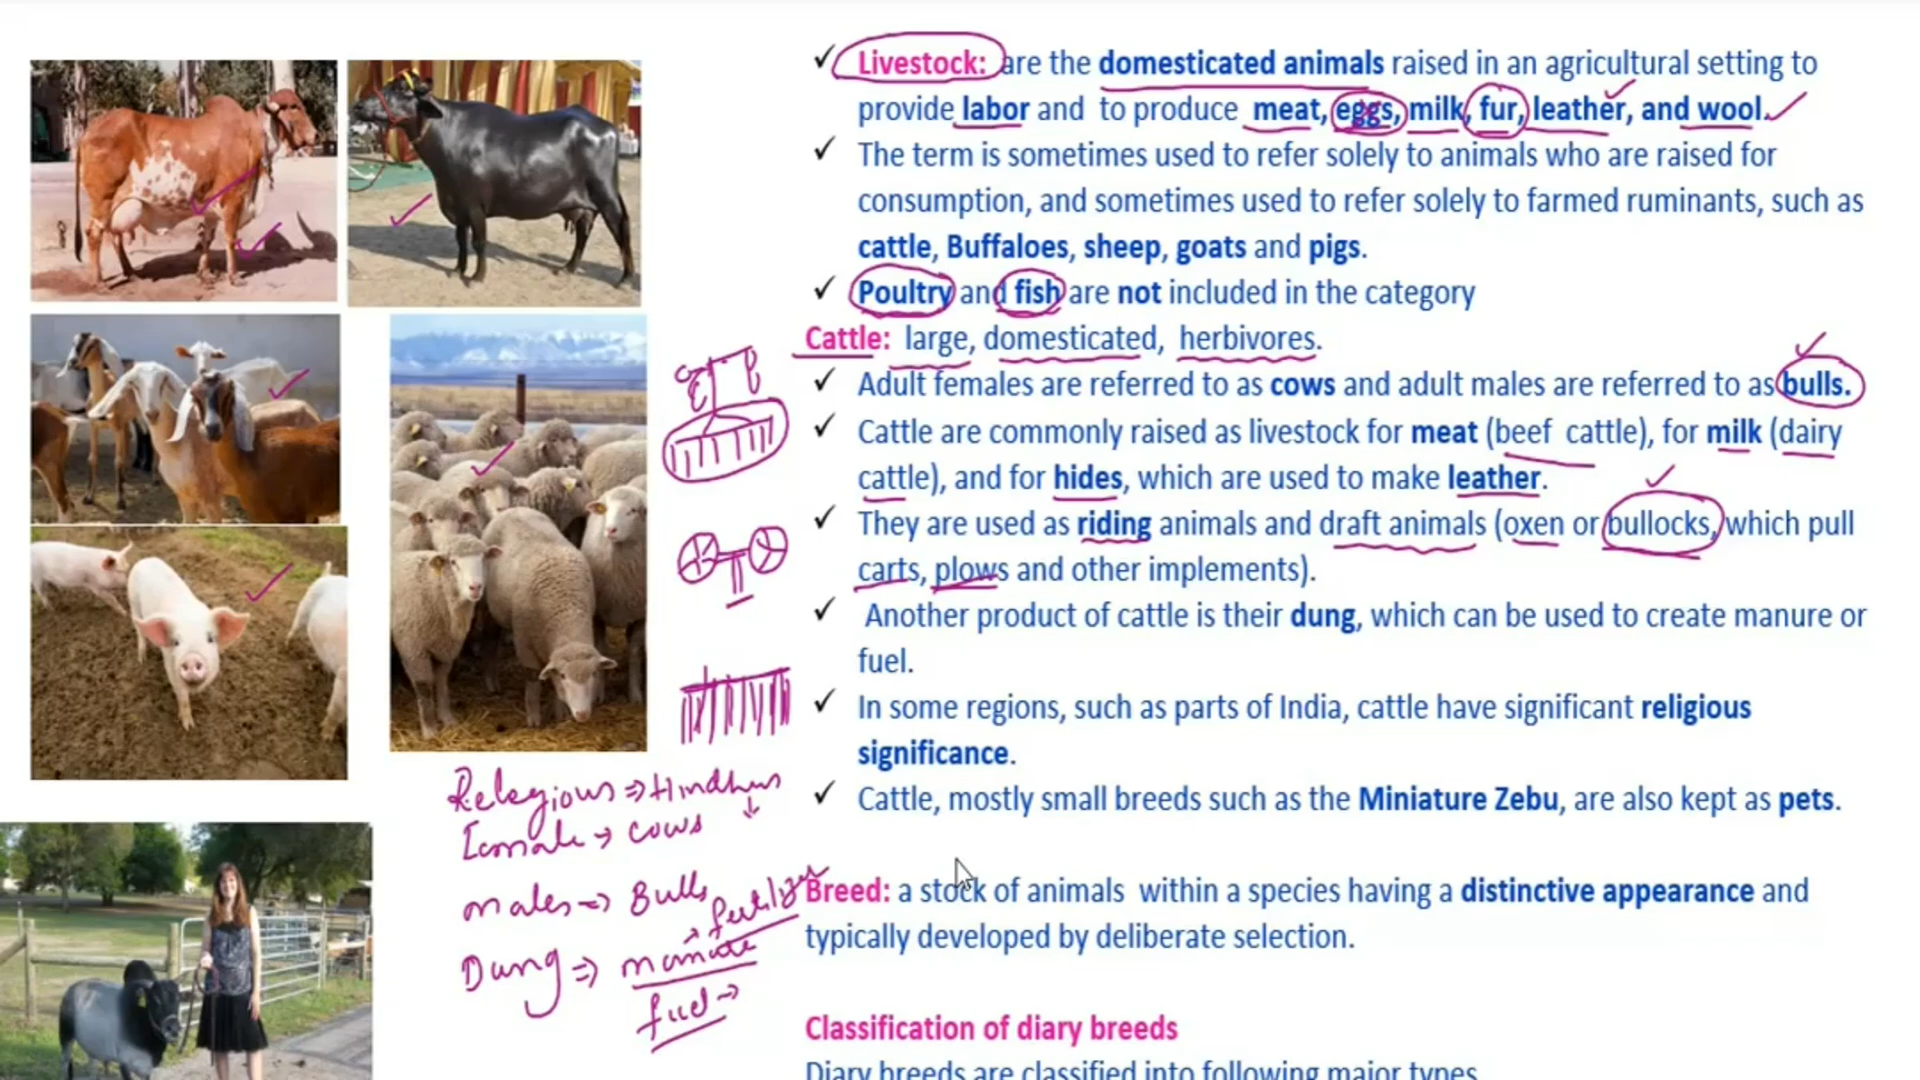 ✓ Livestock: are the domesticated animals raised in an agricultural setting to
provide labor and to produce meat, eggs, milk, fur, leather, and wool.
✓ The term is sometimes used to refer solely to animals who are raised for
consumption, and sometimes used to refer solely to farmed ruminants, such as
cattle, Buffaloes, sheep, goats and pigs.
✓ Poultry and fish are not included in the category
Cattle: large, domesticated, herbivores.
✓ Adult females are referred to as cows and adult males are referred to as bulls.
✓ Cattle are commonly raised as livestock for meat (beef cattle), for milk (dairy
cattle), and for hides, which are used to make leather.
✓ They are used as riding animals and draft animals (oxen or bullocks, which pull
carts, plows and other implements).
✓ Another product of cattle is their dung, which can be used to create manure or
fuel.
✓ In some regions, such as parts of India, cattle have significant religious
significance.
✓ Cattle, mostly small breeds such as the Miniature Zebu, are also kept as pets.
Breed: a stock of animals within a species having a distinctive appearance and
typically developed by deliberate selection.
Classification of diary breeds
Diary breeds are classified into following major types
Relegious ⇒ Hindhus
→ cows
males → Bulls
→ fertilizer
Dung ⇒
fuel →